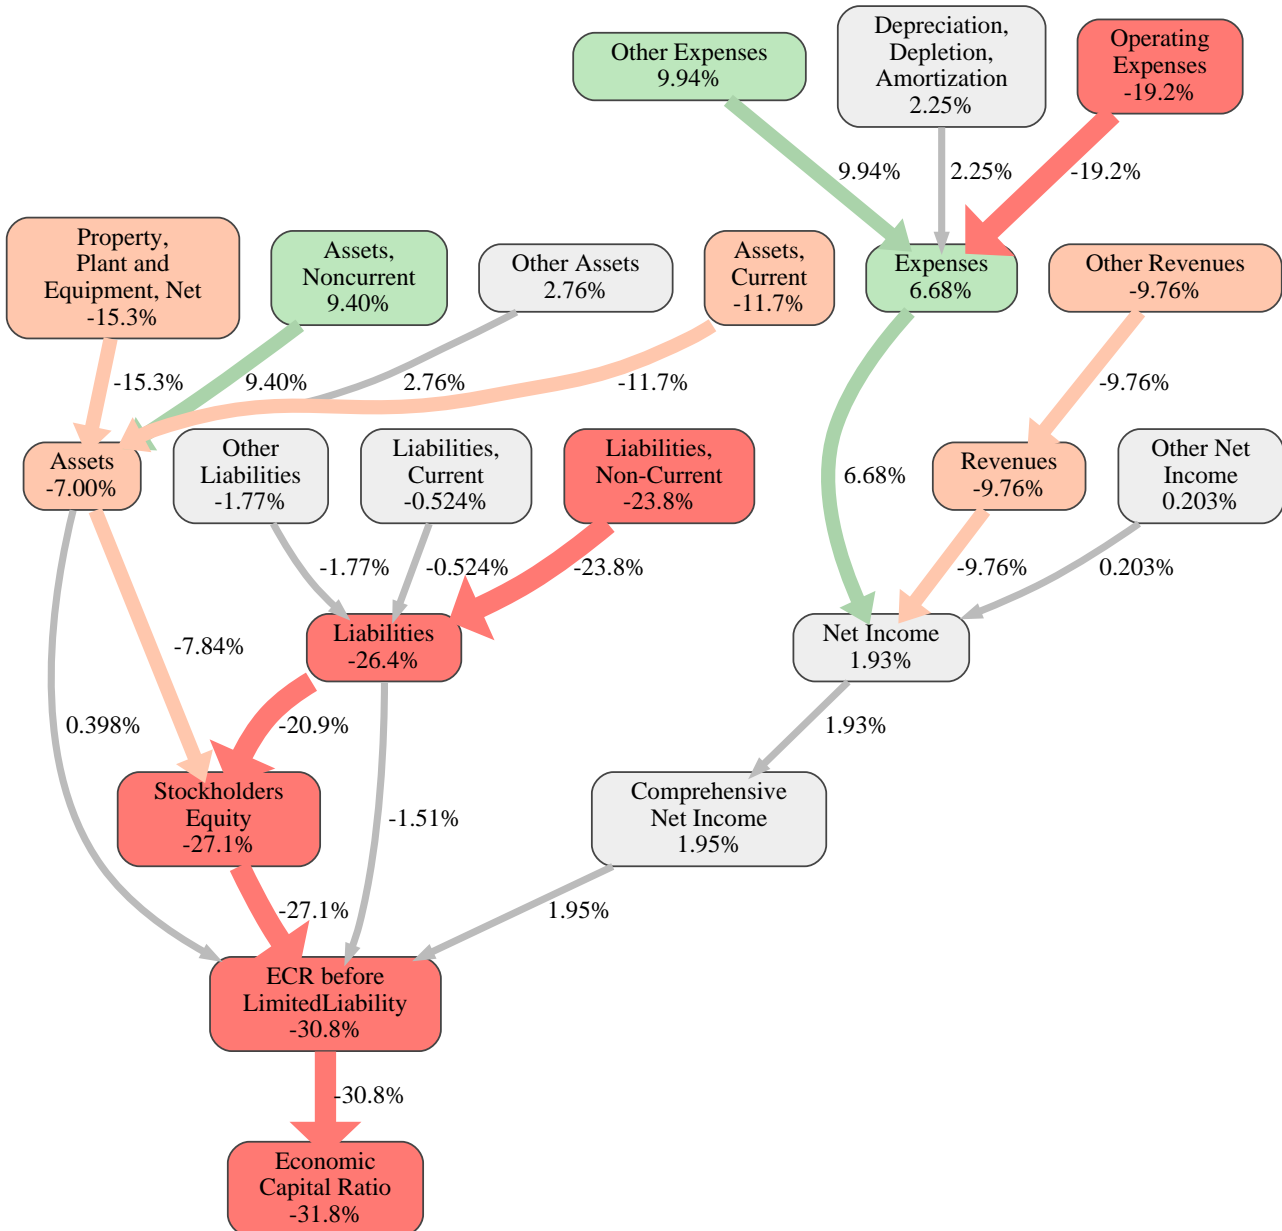 Other Expenses
9.94%
Depreciation,
Depletion,
Amortization
2.25%
Operating
Expenses
-19.2%
9.94%
2.25%
-19.2%
Property,
Plant and
Equipment, Net
-15.3%
Assets,
Noncurrent
9.40%
Other Assets
2.76%
Assets,
Current
-11.7%
Expenses
6.68%
Other Revenues
-9.76%
-15.3%
9.40%
2.76%
-11.7%
-9.76%
Assets
-7.00%
Other
Liabilities
-1.77%
Liabilities,
Current
-0.524%
Liabilities,
Non-Current
-23.8%
6.68%
Revenues
-9.76%
Other Net
Income
0.203%
-1.77%
-0.524%
-23.8%
-9.76%
0.203%
-7.84%
Liabilities
-26.4%
Net Income
1.93%
0.398%
-20.9%
1.93%
Stockholders
Equity
-27.1%
-1.51%
Comprehensive
Net Income
1.95%
-27.1%
1.95%
ECR before
LimitedLiability
-30.8%
-30.8%
Economic
Capital Ratio
-31.8%